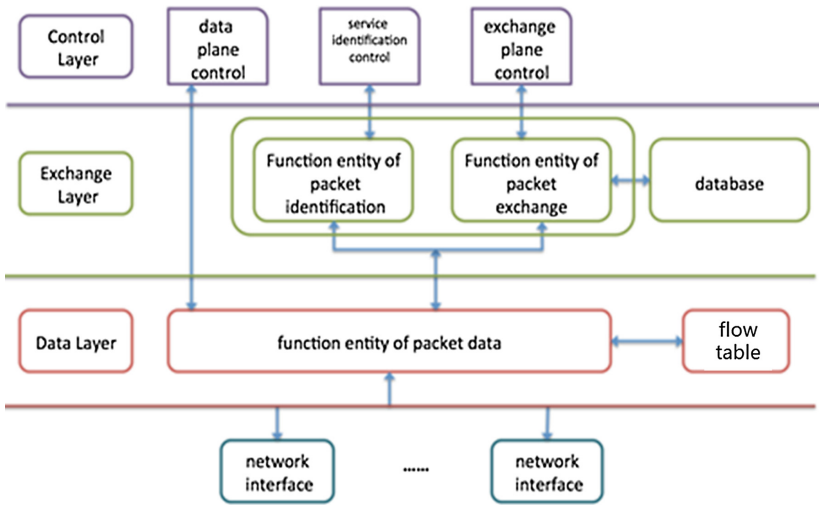 Control
Layer
data
plane
control
service
identification
control
exchange
plane
control
Exchange
Layer
Function entity of
packet
identification
Function entity of
packet
exchange
database
Data Layer
function entity of packet data
flow
table
network
interface
......
network
interface